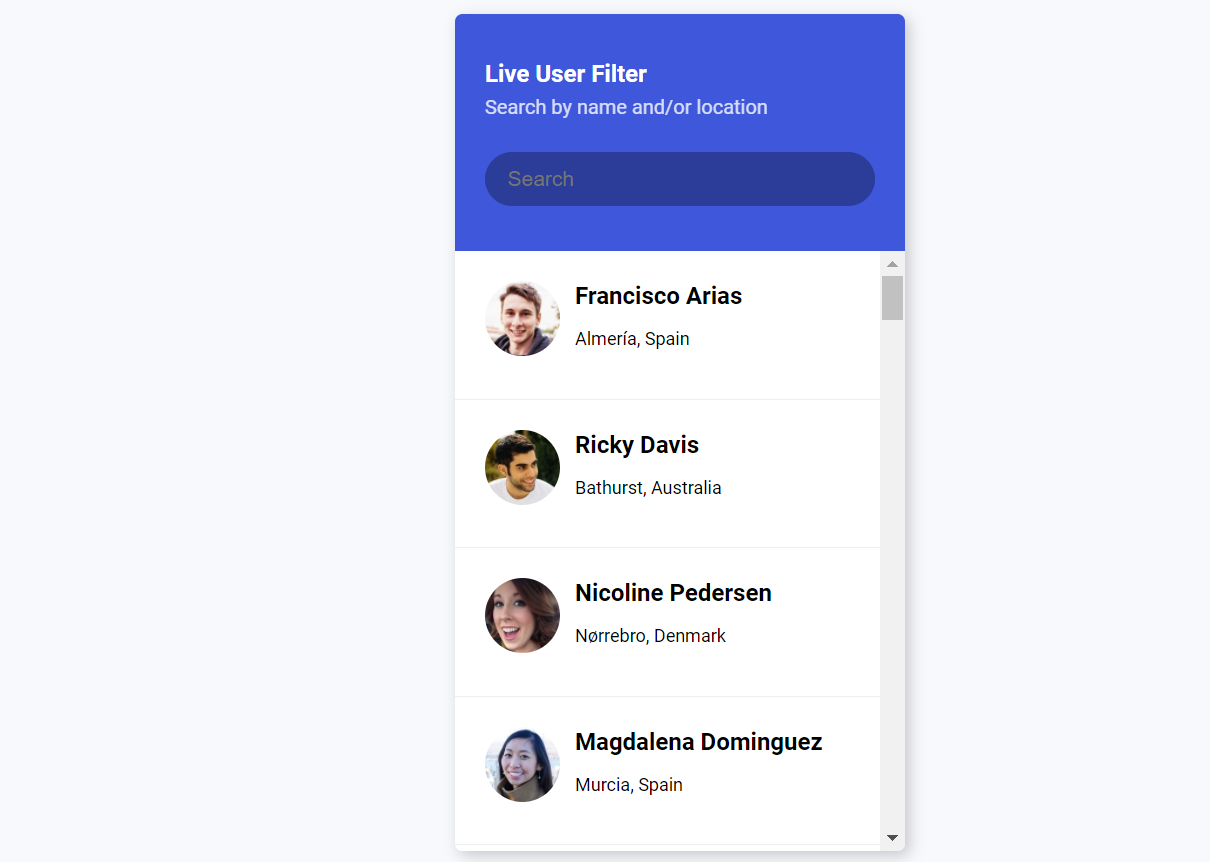 Live User Filter
Search by name and/or location
Search
Francisco Arias
Almería, Spain
Ricky Davis
Bathurst, Australia
Nicoline Pedersen
Nørrebro, Denmark
Magdalena Dominguez
Murcia, Spain